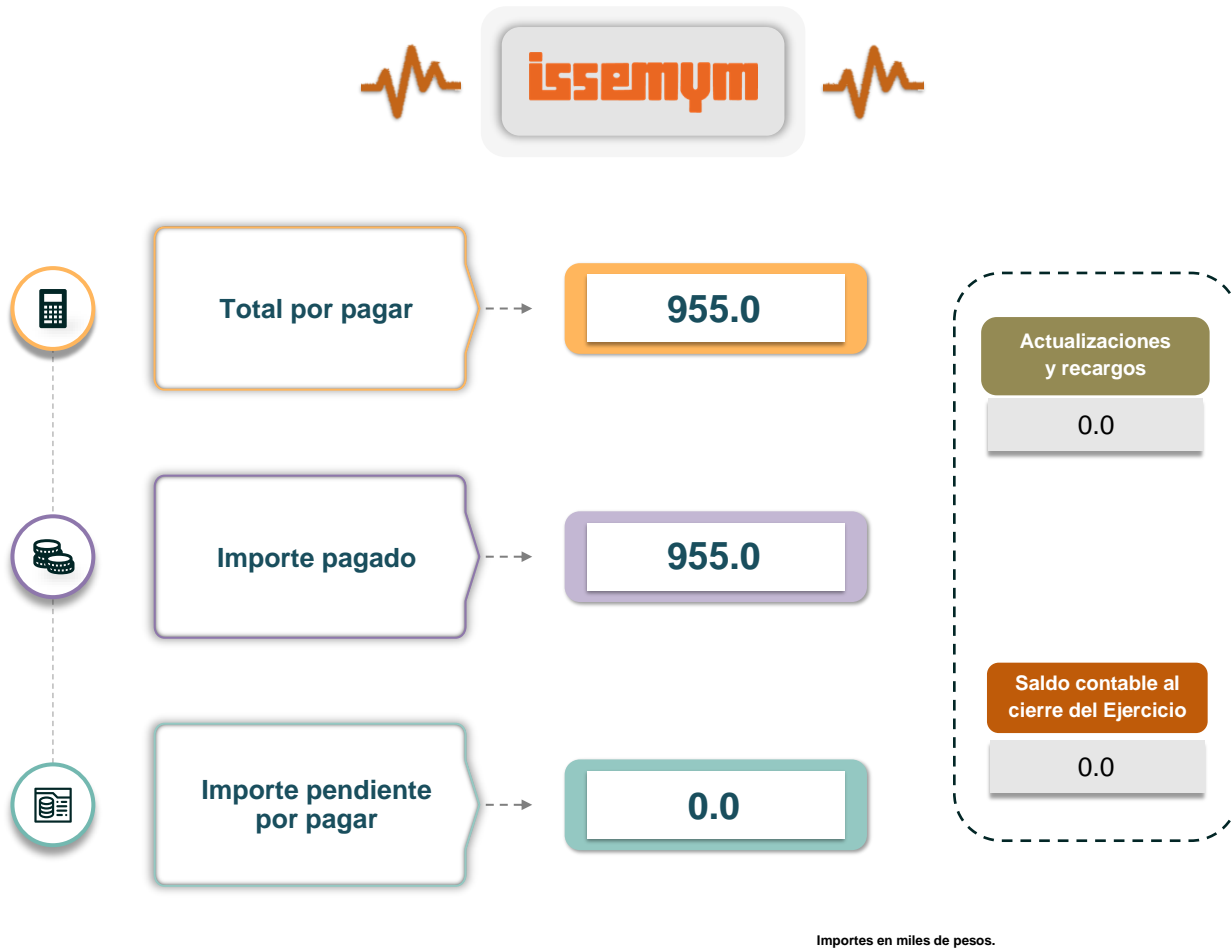 issemym
Total por pagar
955.0
Actualizaciones
y recargos
0.0
Importe pagado
955.0
Saldo contable al
cierre del Ejercicio
0.0
Importe pendiente
por pagar
0.0
Importes en miles de pesos.